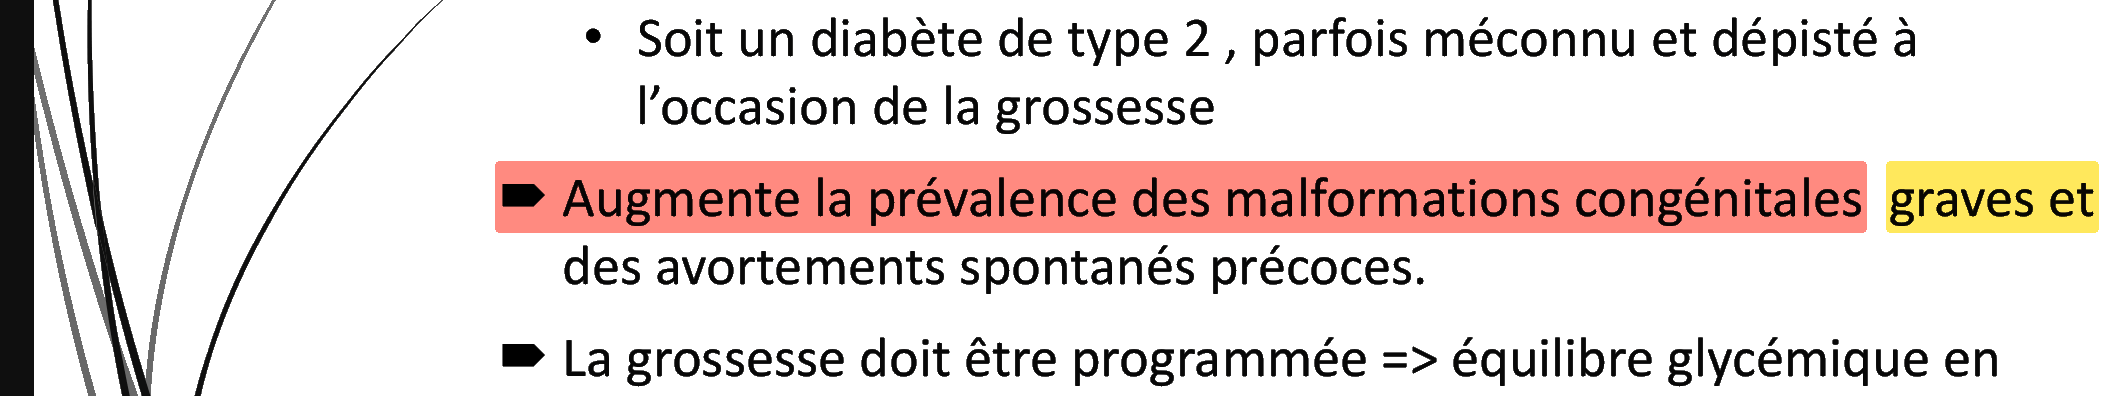 • Soit un diabète de type 2 , parfois méconnu et dépisté à
l’occasion de la grossesse
Augmente la prévalence des malformations congénitales graves et
des avortements spontanés précoces.
La grossesse doit être programmée => équilibre glycémique en